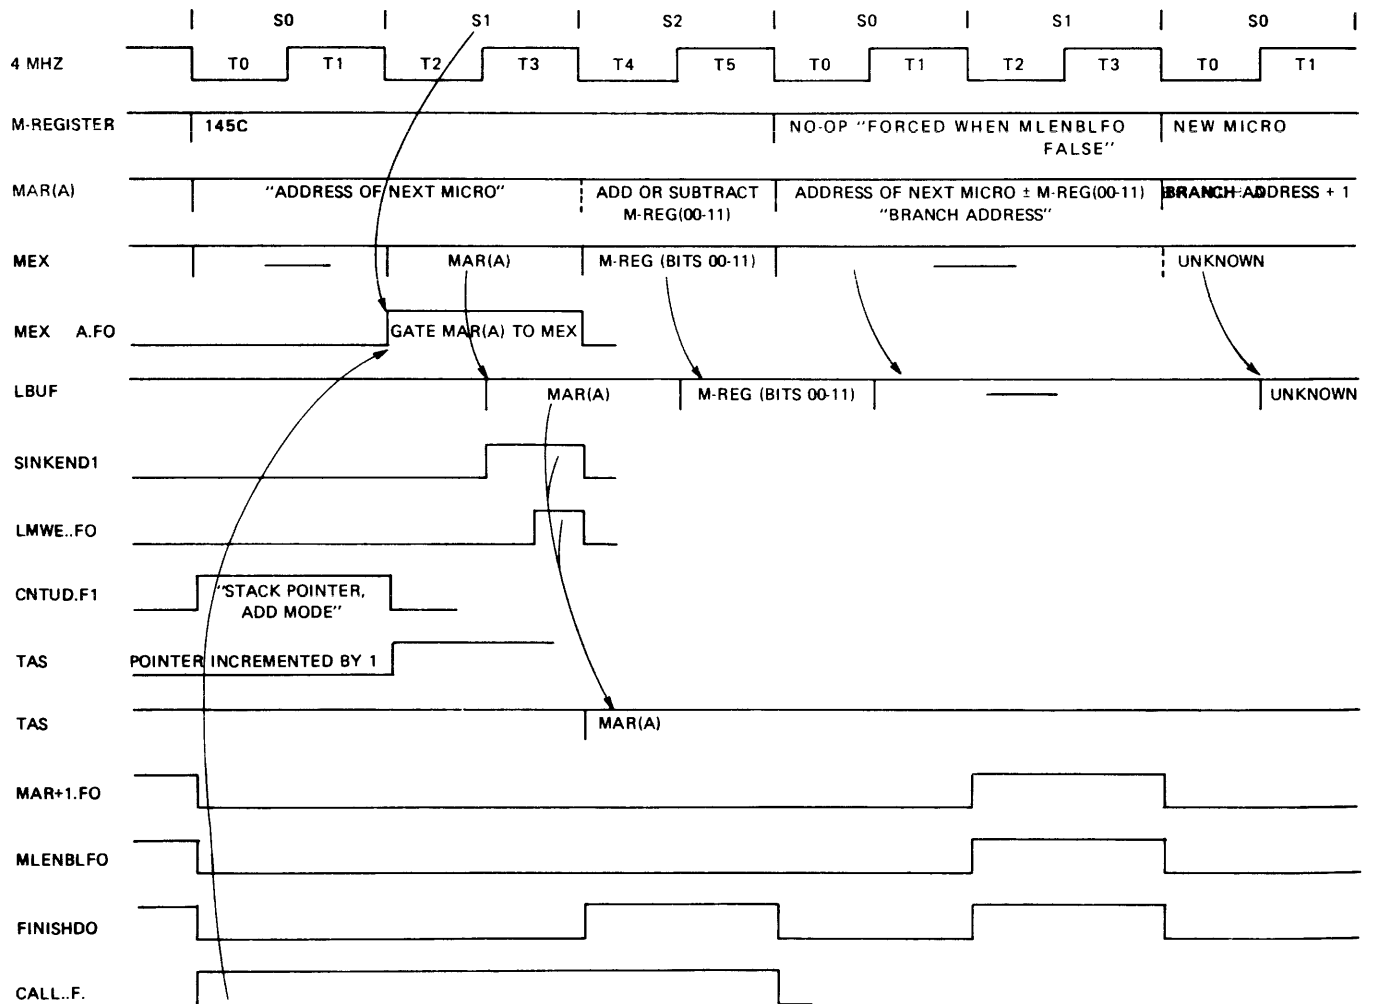 S0 S1 S2 S0 S1 S0
4 MHZ T0 T1 T2 T3 T4 T5 T0 T1 T2 T3 T0 T1
M-REGISTER 145C NO-OP "FORCED WHEN MLENBLFO NEW MICRO
FALSE"
MAR(A) "ADDRESS OF NEXT MICRO" ADD OR SUBTRACT ADDRESS OF NEXT MICRO ± M-REG(00-11) BRANCH ADDRESS + 1
M-REG(00-11) "BRANCH ADDRESS"
MEX MAR(A) M-REG (BITS 00-11) UNKNOWN
MEX A.FO GATE MAR(A) TO MEX
LBUF MAR(A) M-REG (BITS 00-11) UNKNOWN
SINKEND1
LMWE..FO
CNTUD.F1 "STACK POINTER,
ADD MODE"
TAS POINTER INCREMENTED BY 1
TAS MAR(A)
MAR+1.FO
MLENBLFO
FINISHDO
CALL..F.